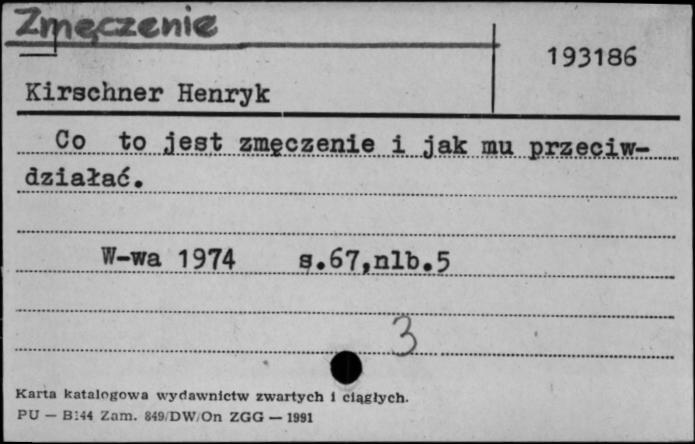 Zmęczenie
193186
Kirschner Henryk
Co to jest zmęczenie i jak mu przeciw-
działać.
W-wa 1974 s.67,nlb.5
3
Karta katalogowa wydawnictw zwartych i ciągłych.
PU — B144 Zam. 849/DW/On ZGG — 1991